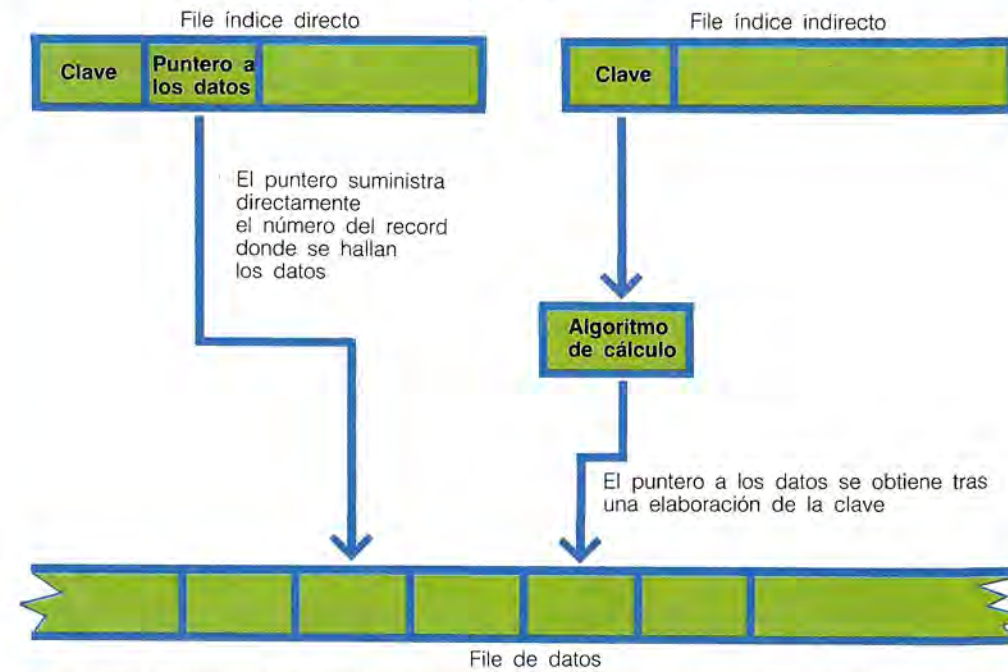 File índice directo
File índice indirecto
Clave
Puntero a
los datos
Clave
El puntero suministra
directamente
el número del record
donde se hallan
los datos
Algoritmo
de cálculo
El puntero a los datos se obtiene tras
una elaboración de la clave
File de datos